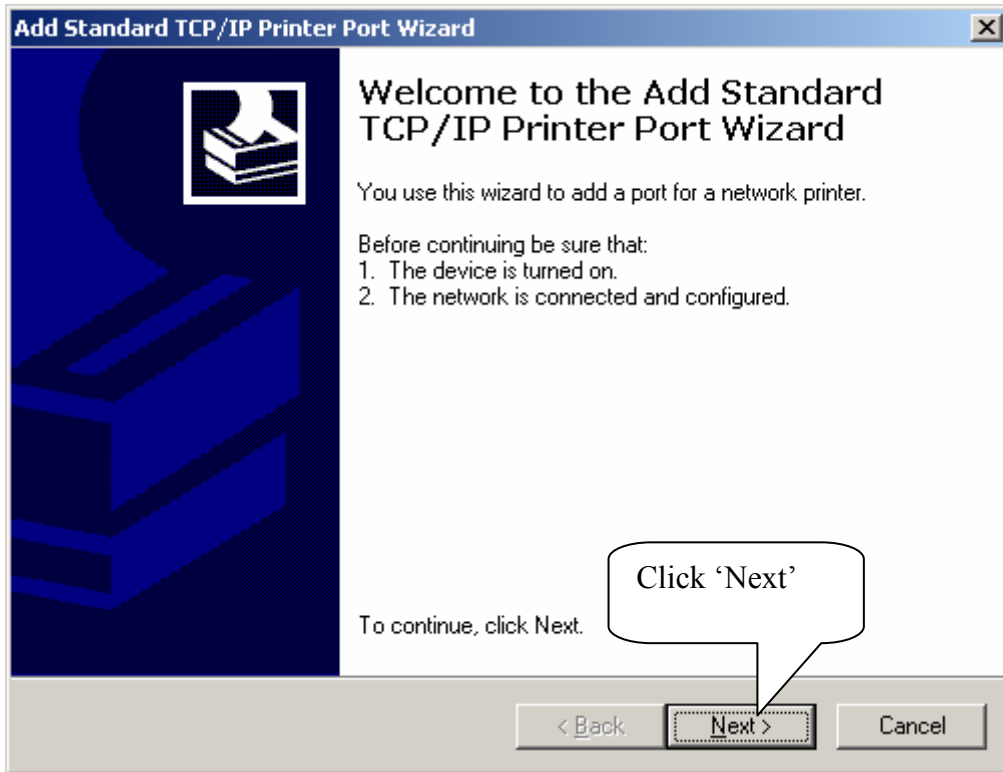 Add Standard TCP/IP Printer Port Wizard
Welcome to the Add Standard
TCP/IP Printer Port Wizard
You use this wizard to add a port for a network printer.
Before continuing be sure that:
1. The device is turned on.
2. The network is connected and configured.
Click ‘Next’
To continue, click Next.
< Back
Next >
Cancel